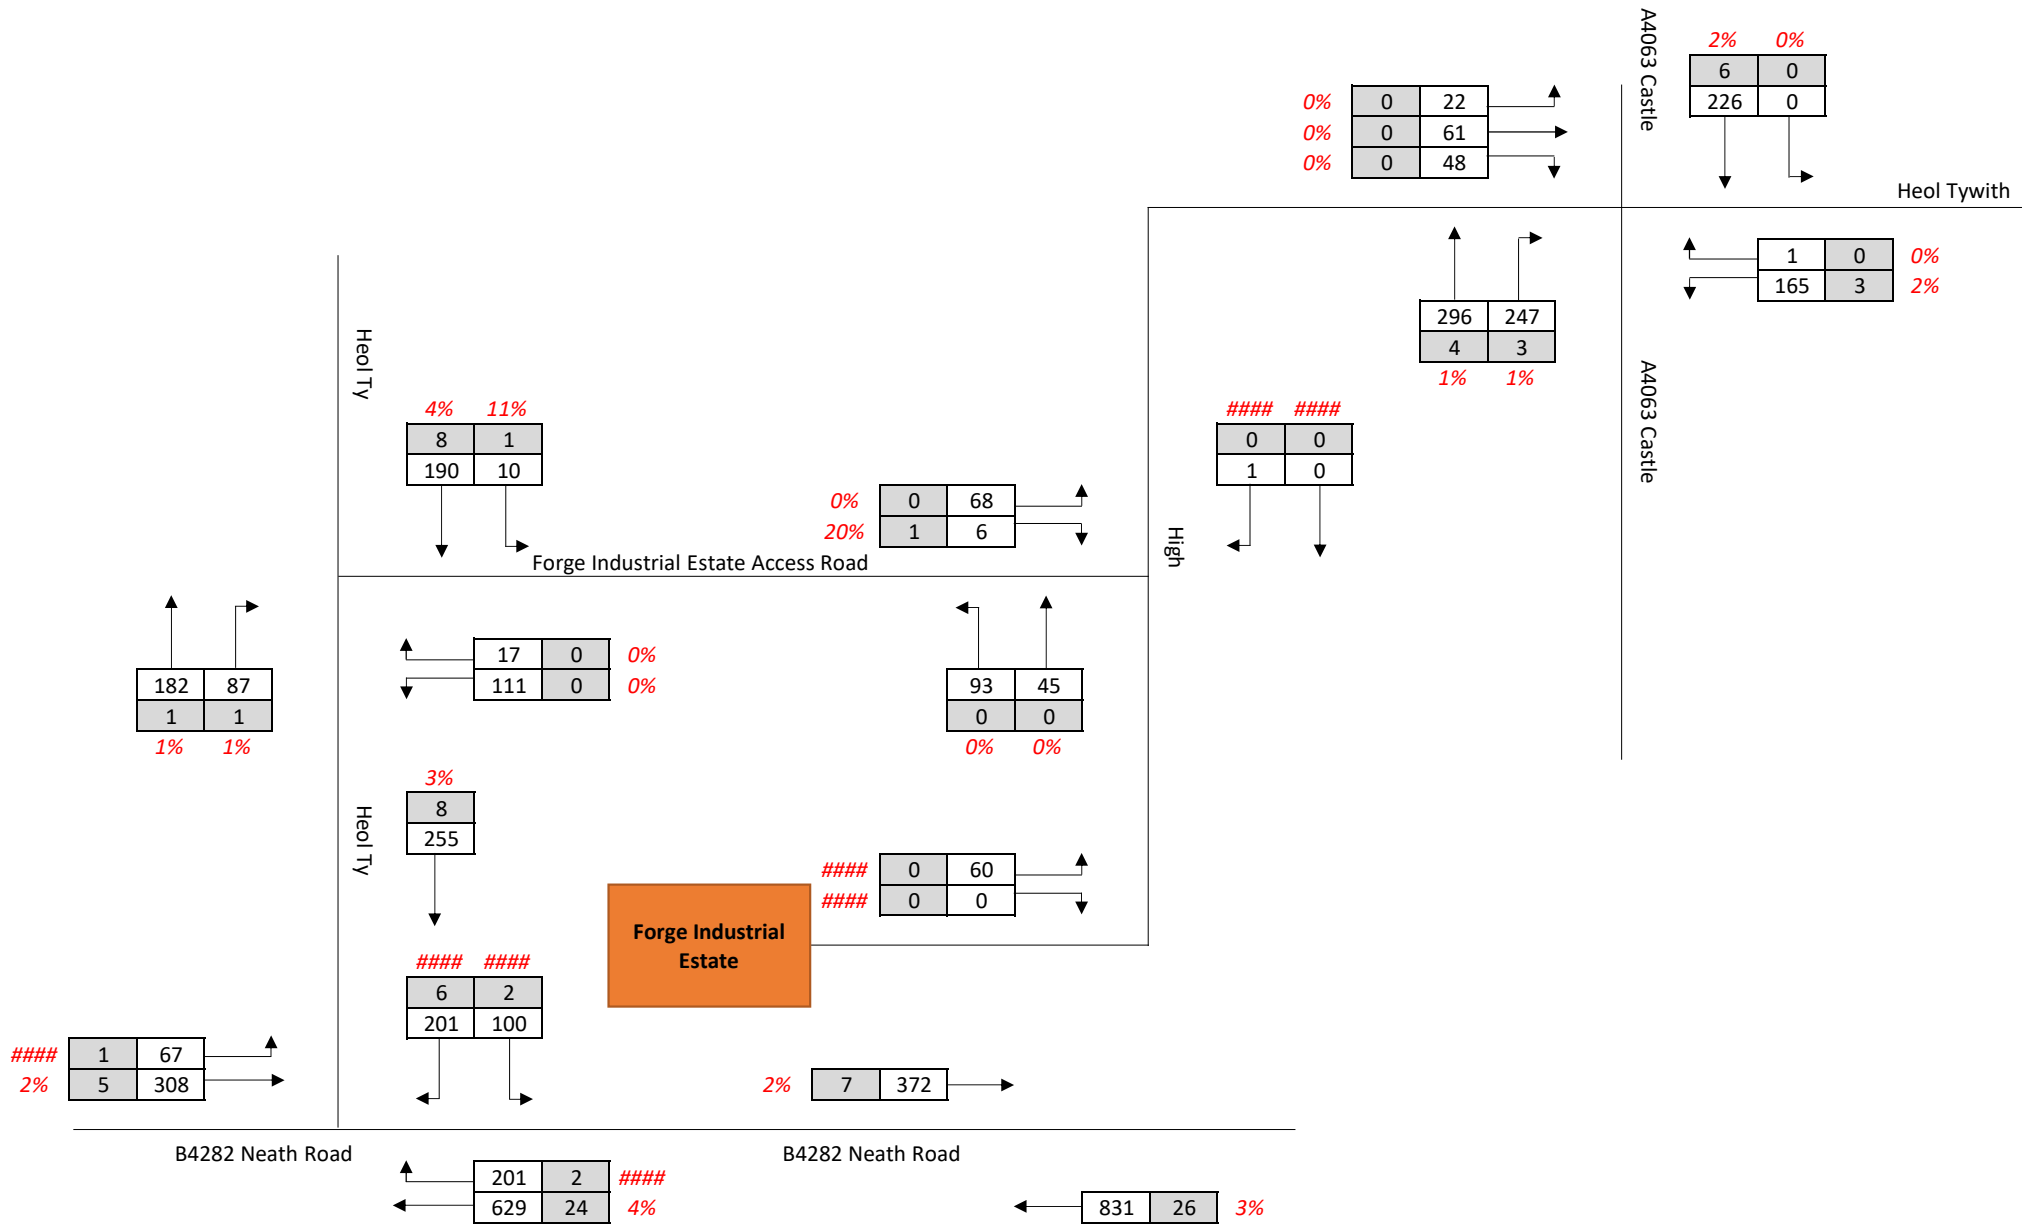 A4063 Castle
2% 0%
6 0
226 0
0% 0 22
0% 0 61
0% 0 48
Heol Tywith
1 0 0%
165 3 2%
296 247
4 3
1% 1%
A4063 Castle
Heol Ty
4% 11%
8 1
190 10
#### ####
0 0
1 0
0% 0 68
20% 1 6
High
Forge Industrial Estate Access Road
17 0 0%
111 0 0%
182 87
1 1
1% 1%
93 45
0 0
0% 0%
3%
8
255
Heol Ty
#### 0 60
#### 0 0
Forge Industrial
Estate
#### ####
6 2
201 100
#### 1 67
2% 5 308
2% 7 372
B4282 Neath Road
B4282 Neath Road
201 2 ####
629 24 4%
831 26 3%